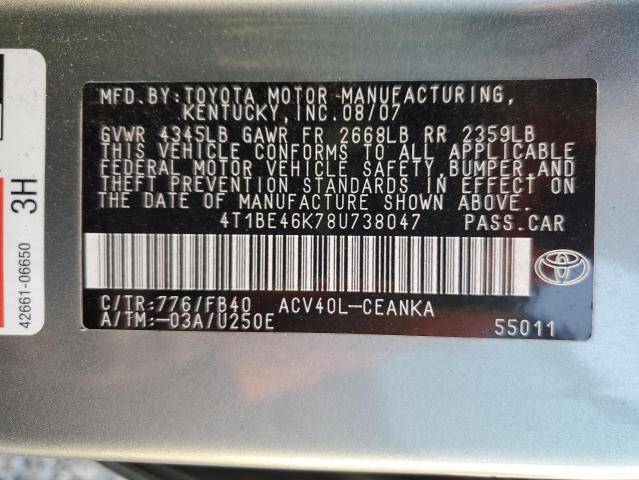 MFD.BY:TOYOTA MOTOR MANUFACTURING,
KENTUCKY,INC.08/07
GVWR 4345LB GAWR FR 2668LB RR 2359LB
THIS VEHICLE CONFORMS TO ALL APPLICABLE
FEDERAL MOTOR VEHICLE SAFETY,BUMPER,AND
THEFT PREVENTION STANDARDS IN EFFECT ON
THE DATE OF MANUFACTURE SHOWN ABOVE.
4T1BE46K78U738047 PASS.CAR
C/TR:776/FB40 ACV40L-CEANKA
A/TM:-03A/U250E 55011
3H
42661-06650